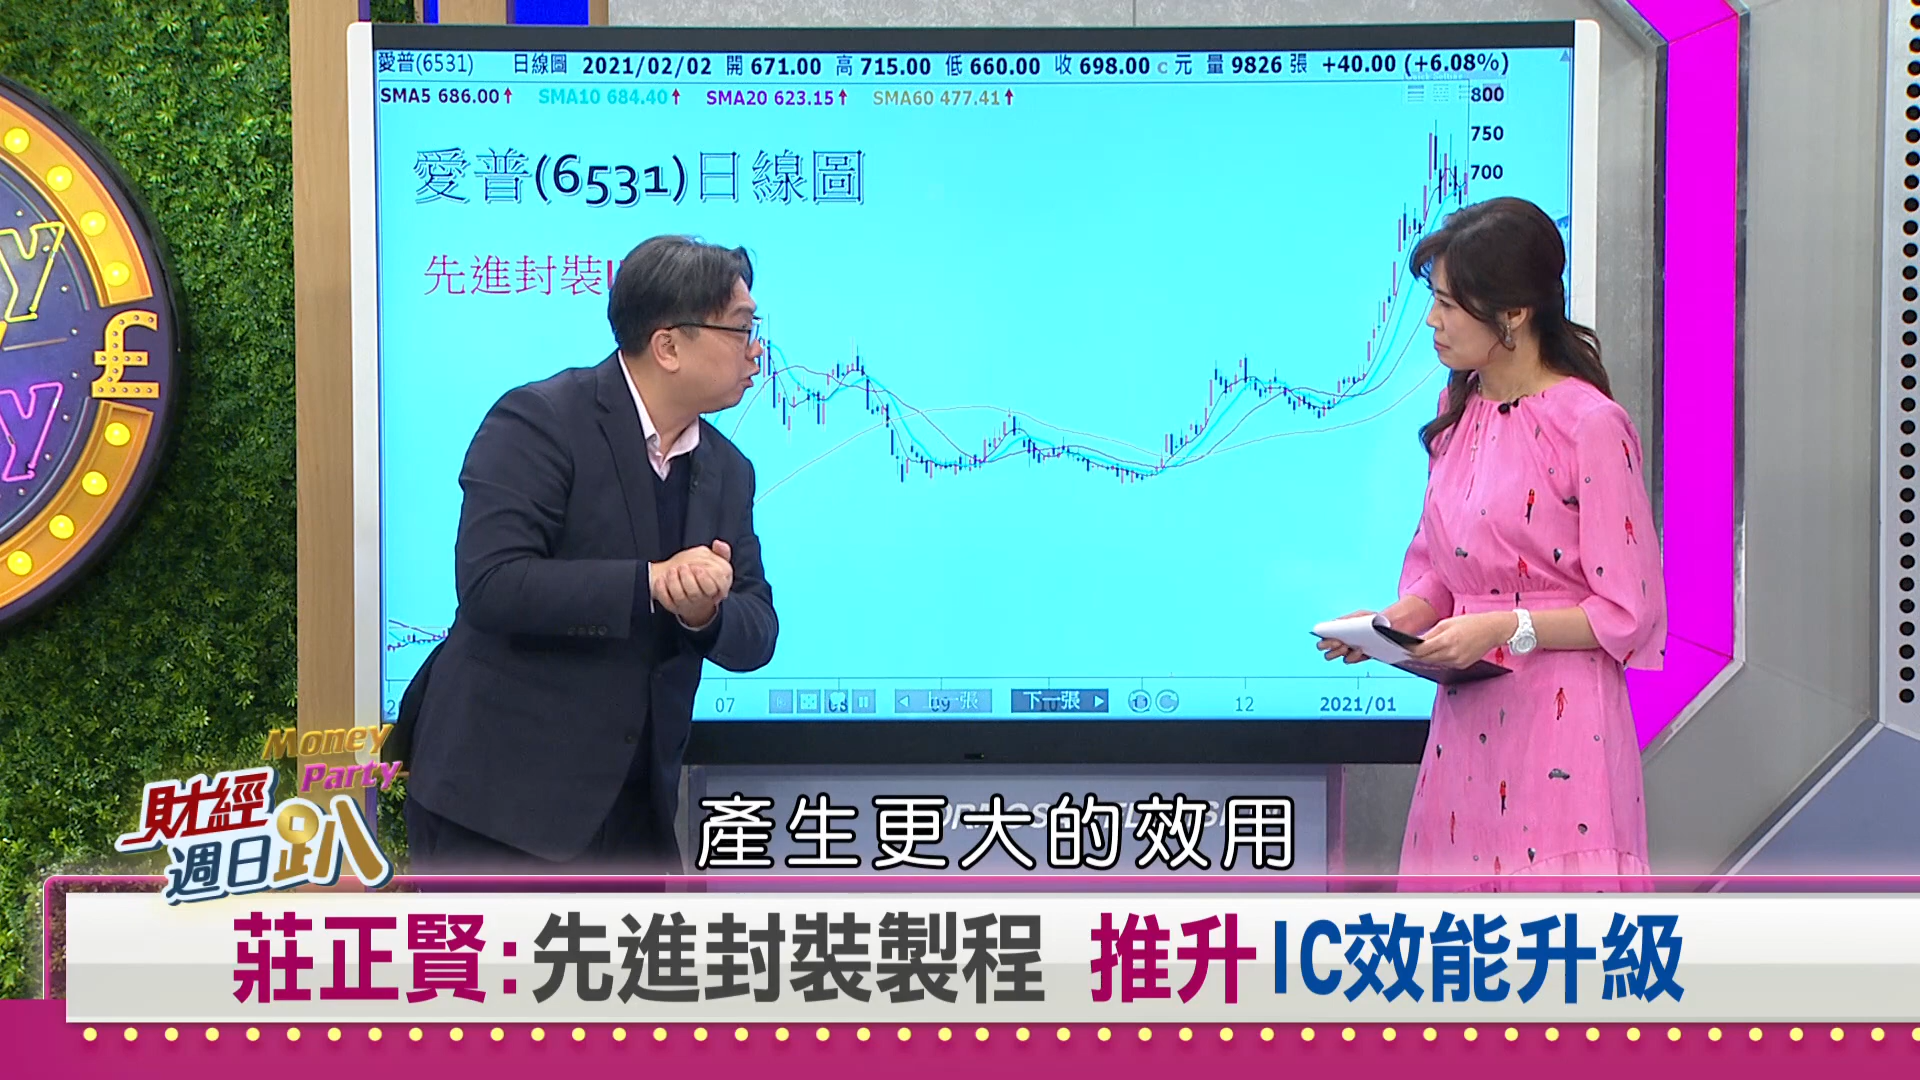 愛普(6531) 日線圖 2021/02/02 開 671.00 高 715.00 低 660.00 收 698.00 c 元 量 9826 張 +40.00 (+6.08%)
SMA5 686.00↑ SMA10 684.40↑ SMA20 623.15↑ SMA60 477.41↑
800
750
700
愛普(6531)日線圖
先進封裝
£
07 08 09 10 11 12 2021/01
上一張 下一張
Money
Party
財經
週日趴
產生更大的效用
莊正賢:先進封裝製程 推升IC效能升級